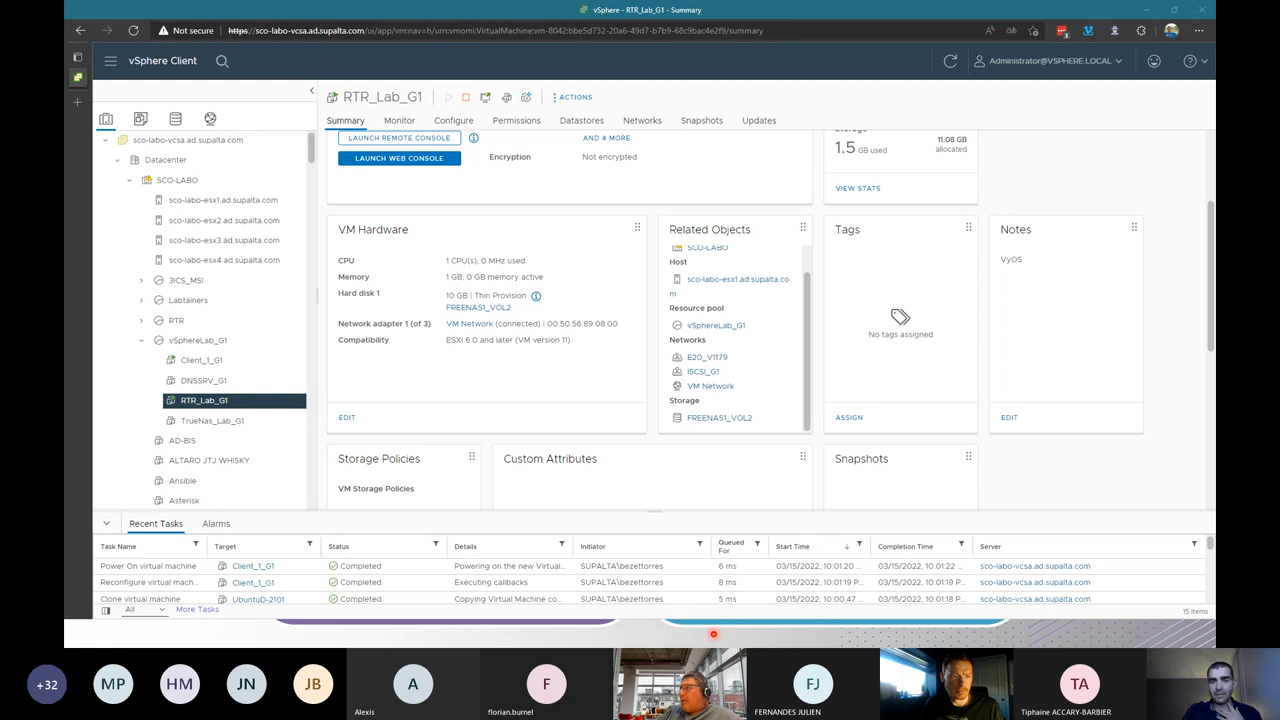 vSphere - RTR_Lab_G1 - Summary
Not secure
https://sco-labo-vcsa.ad.supalta.com/ui/app/vm;nav=h/urn:vmomi:VirtualMachine:vm-8042:bbe5d732-20a6-49d7-b7b9-68c9bac4e2f9/summary
vSphere Client
Administrator@VSPHERE.LOCAL
RTR_Lab_G1
ACTIONS
Summary Monitor Configure Permissions Datastores Networks Snapshots Updates
sco-labo-vcsa.ad.supalta.com
Datacenter
SCO-LABO
sco-labo-esx1.ad.supalta.com
sco-labo-esx2.ad.supalta.com
sco-labo-esx3.ad.supalta.com
sco-labo-esx4.ad.supalta.com
3ICS_MSI
Labtainers
RTR
vSphereLab_G1
Client_1_G1
DNSSRV_G1
RTR_Lab_G1
TrueNas_Lab_G1
AD-BIS
ALTARO JTJ WHISKY
Ansible
Asterisk
LAUNCH REMOTE CONSOLE
LAUNCH WEB CONSOLE
AND 4 MORE
Encryption Not encrypted
Storage
1.5 GB used
11.08 GB
allocated
VIEW STATS
VM Hardware
CPU 1 CPU(s), 0 MHz used
Memory 1 GB, 0 GB memory active
Hard disk 1 10 GB | Thin Provision
FREENAS1_VOL2
Network adapter 1 (of 3) VM Network (connected) | 00:50:56:89:08:00
Compatibility ESXi 6.0 and later (VM version 11)
EDIT
Related Objects
SCO-LABO
Host
sco-labo-esx1.ad.supalta.co
m
Resource pool
vSphereLab_G1
Networks
E20_V1179
ISCSI_G1
VM Network
Storage
FREENAS1_VOL2
Tags
No tags assigned
ASSIGN
Notes
VyOS
EDIT
Storage Policies
VM Storage Policies
Custom Attributes
Snapshots
Recent Tasks Alarms
Task Name Target Status Details Initiator Queued For Start Time Completion Time Server
Power On virtual machine Client_1_G1 Completed Powering on the new Virtual... SUPALTA\bezettorres 6 ms 03/15/2022, 10:01:20 ... 03/15/2022, 10:01:22 ... sco-labo-vcsa.ad.supalta.com
Reconfigure virtual mach... Client_1_G1 Completed Executing callbacks SUPALTA\bezettorres 8 ms 03/15/2022, 10:01:19 P... 03/15/2022, 10:01:19 P... sco-labo-vcsa.ad.supalta.com
Clone virtual machine UbuntuD-2101 Completed Copying Virtual Machine co... SUPALTA\bezettorres 5 ms 03/15/2022, 10:00:47 ... 03/15/2022, 10:01:18 P... sco-labo-vcsa.ad.supalta.com
All More Tasks 15 items
+32 MP HM JN JB A F FJ TA
Alexis florian.burnel FERNANDES JULIEN Tiphaine ACCARY-BARBIER